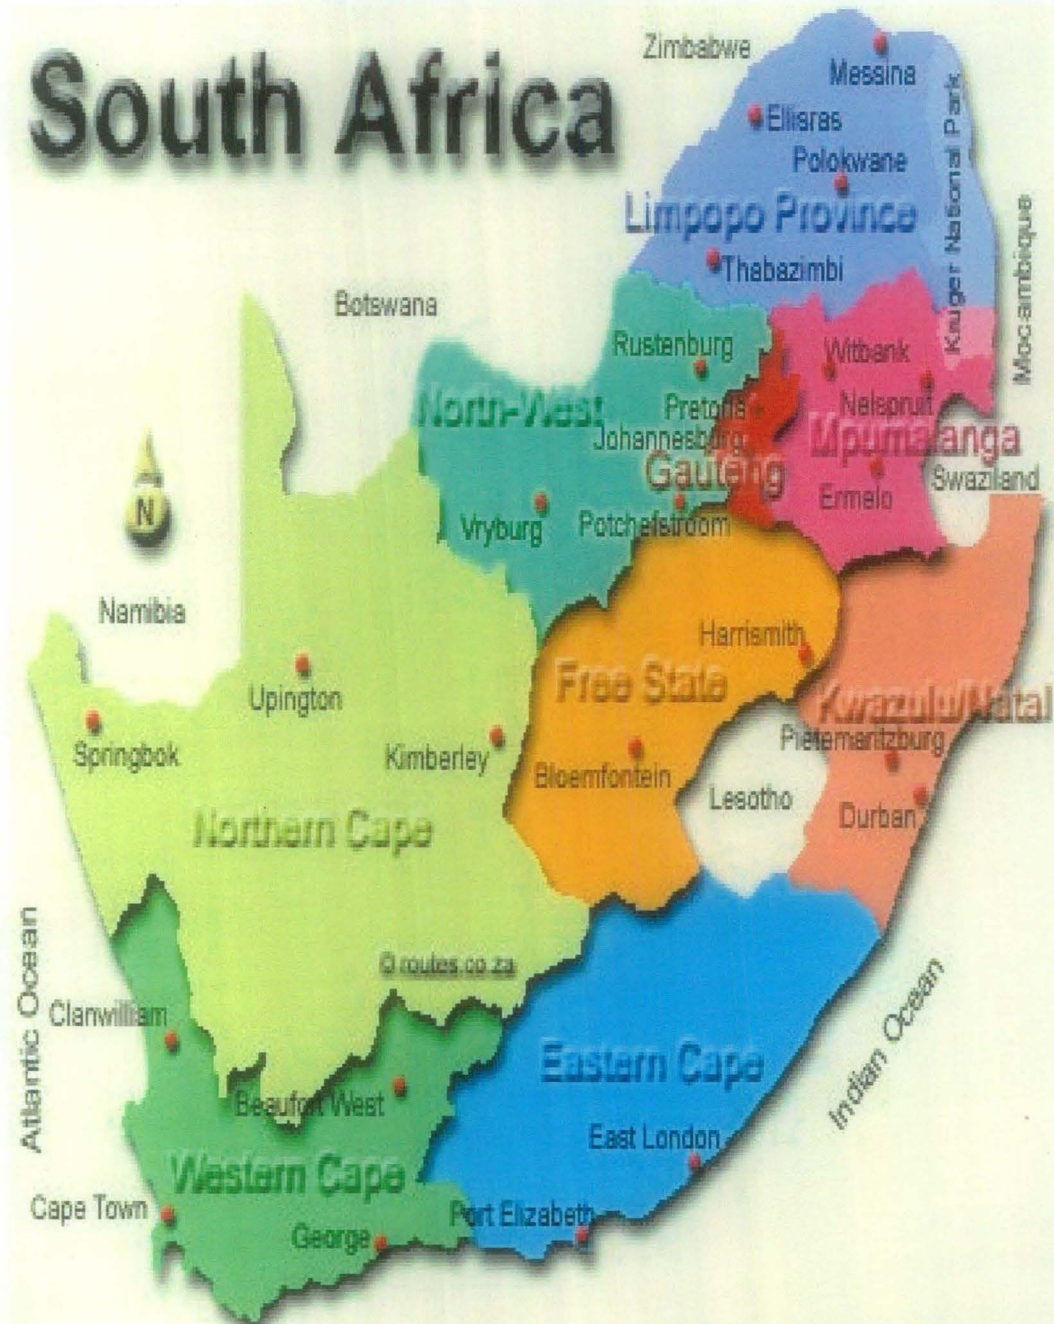 South Africa
Zimbabwe
Messina
Ellisras
Polokwane
Limpopo Province
Thabazimbi
Kruger National Park
Mocambique
Botswana
Rustenburg
Witbank
North-West
Pretoria
Nelspruit
Johannesburg
Mpumalanga
Gauteng
Swaziland
Ermelo
N
Vryburg
Potchefstroom
Namibia
Harrismith
Free State
Upington
Kwazulu/Natal
Springbok
Kimberley
Pietemaritzburg
Bloemfontein
Lesotho
Durban
Northern Cape
© routes.co.za
Atlantic Ocean
Clanwilliam
Indian Ocean
Eastern Cape
Beaufort West
East London
Western Cape
Cape Town
Port Elizabeth
George